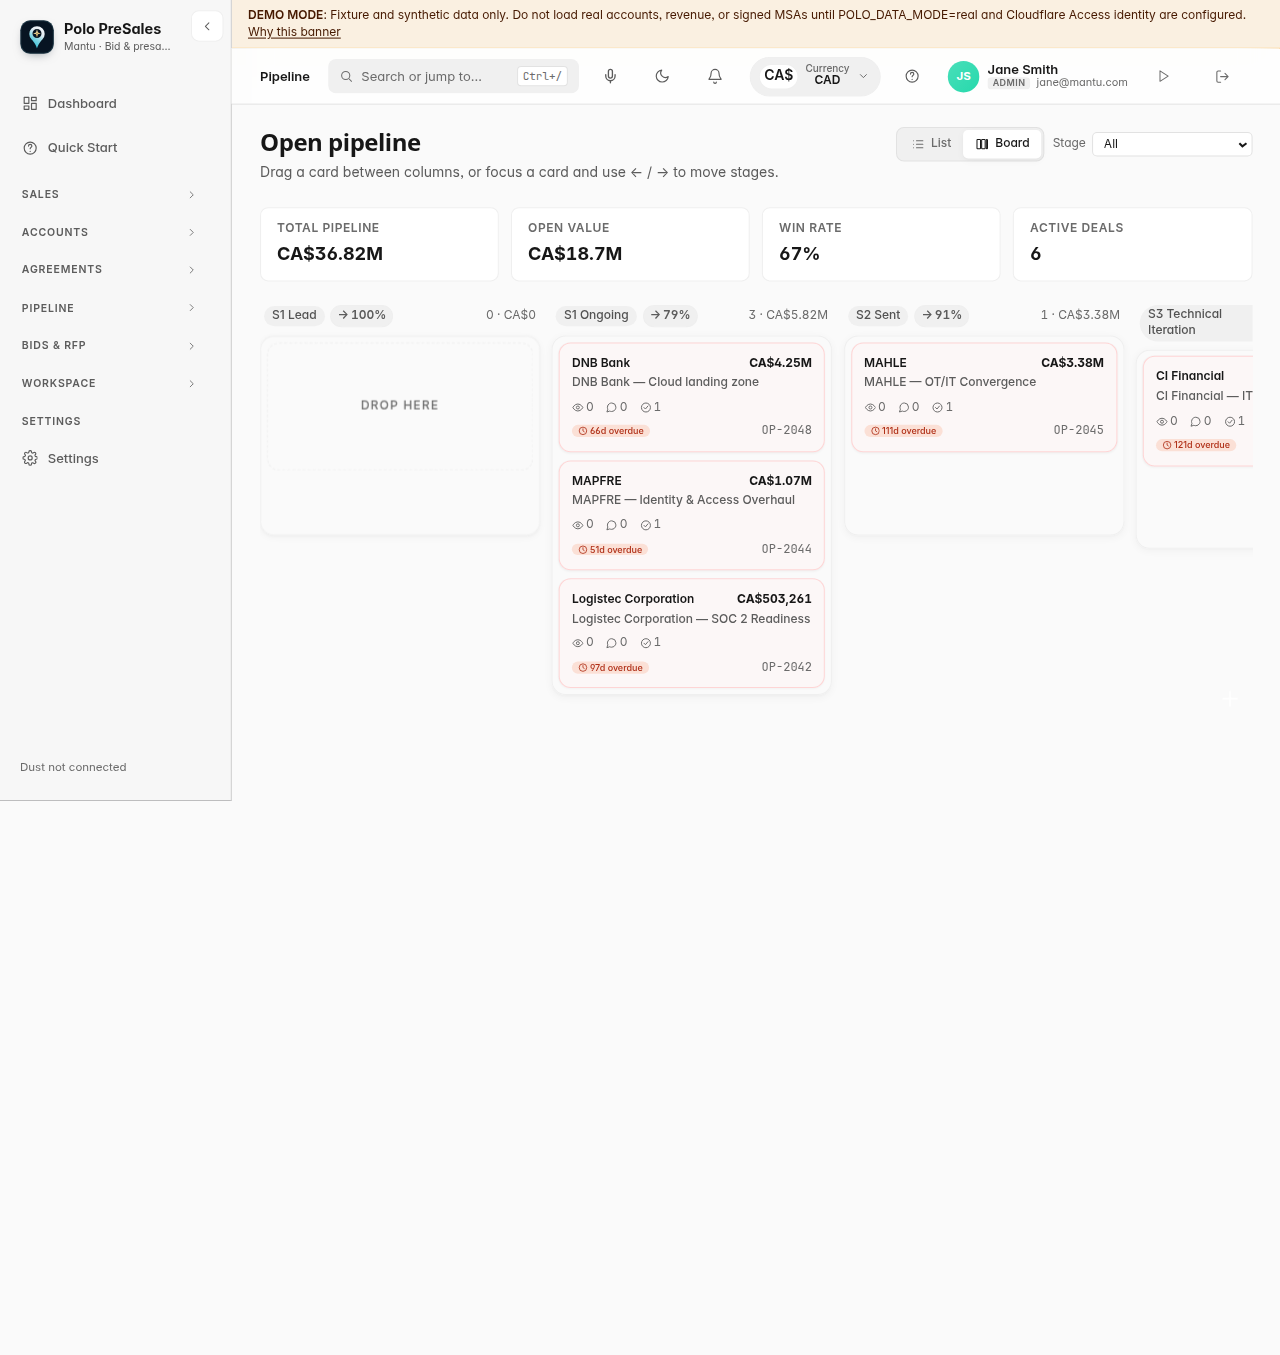 Polo PreSales
Mantu · Bid & presa...
Dashboard
Quick Start
SALES
ACCOUNTS
AGREEMENTS
PIPELINE
BIDS & RFP
WORKSPACE
SETTINGS
Settings
Dust not connected
DEMO MODE: Fixture and synthetic data only. Do not load real accounts, revenue, or signed MSAs until POLO_DATA_MODE=real and Cloudflare Access identity are configured.
Why this banner
Pipeline
Search or jump to...
Ctrl+/
CA$
Currency
CAD
JS
Jane Smith
ADMIN jane@mantu.com
Open pipeline
Drag a card between columns, or focus a card and use ← / → to move stages.
List
Board
Stage
All
TOTAL PIPELINE
CA$36.82M
OPEN VALUE
CA$18.7M
WIN RATE
67%
ACTIVE DEALS
6
S1 Lead → 100% 0 · CA$0
DROP HERE
S1 Ongoing → 79% 3 · CA$5.82M
DNB Bank CA$4.25M
DNB Bank — Cloud landing zone
0 0 1
66d overdue OP-2048
MAPFRE CA$1.07M
MAPFRE — Identity & Access Overhaul
0 0 1
51d overdue OP-2044
Logistec Corporation CA$503,261
Logistec Corporation — SOC 2 Readiness
0 0 1
97d overdue OP-2042
S2 Sent → 91% 1 · CA$3.38M
MAHLE CA$3.38M
MAHLE — OT/IT Convergence
0 0 1
111d overdue OP-2045
S3 Technical
Iteration
CI Financial
CI Financial — IT
0 0 1
121d overdue